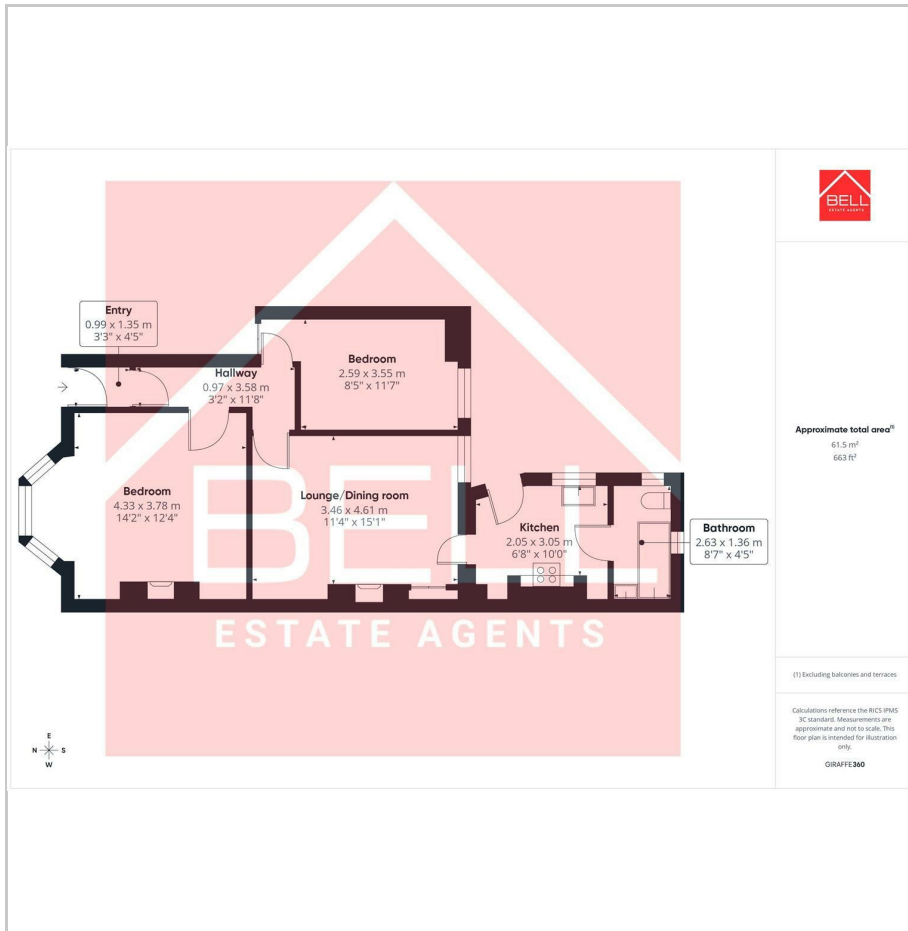 Entry
0.99 x 1.35 m
3'3" x 4'5"
Hallway
0.97 x 3.58 m
3'2" x 11'8"
Bedroom
2.59 x 3.55 m
8'5" x 11'7"
Bedroom
4.33 x 3.78 m
14'2" x 12'4"
Lounge/Dining room
3.46 x 4.61 m
11'4" x 15'1"
Kitchen
2.05 x 3.05 m
6'8" x 10'0"
Bathroom
2.63 x 1.36 m
8'7" x 4'5"
BELL
ESTATE AGENTS
E
N S
W
BELL
ESTATE AGENTS
Approximate total area(1)
61.5 m²
663 ft²
(1) Excluding balconies and terraces
Calculations reference the RICS IPMS
3C standard. Measurements are
approximate and not to scale. This
floor plan is intended for illustration
only.
GIRAFFE360